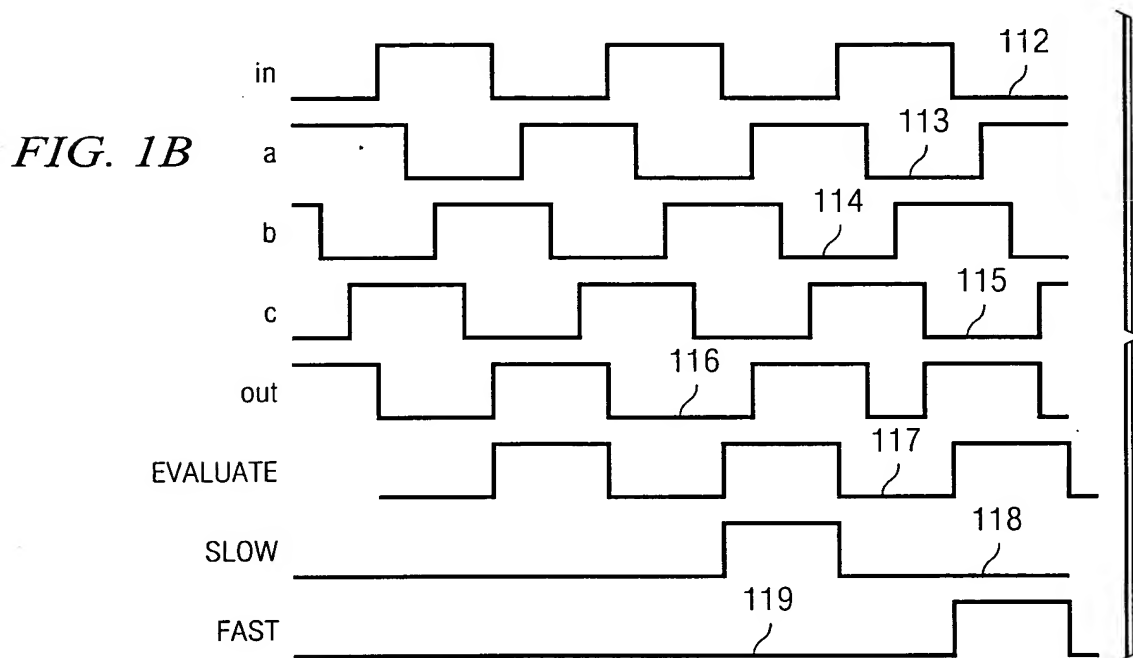 FIG. 1B
in
112
a
113
b
114
c
115
out
116
EVALUATE
117
SLOW
118
FAST
119